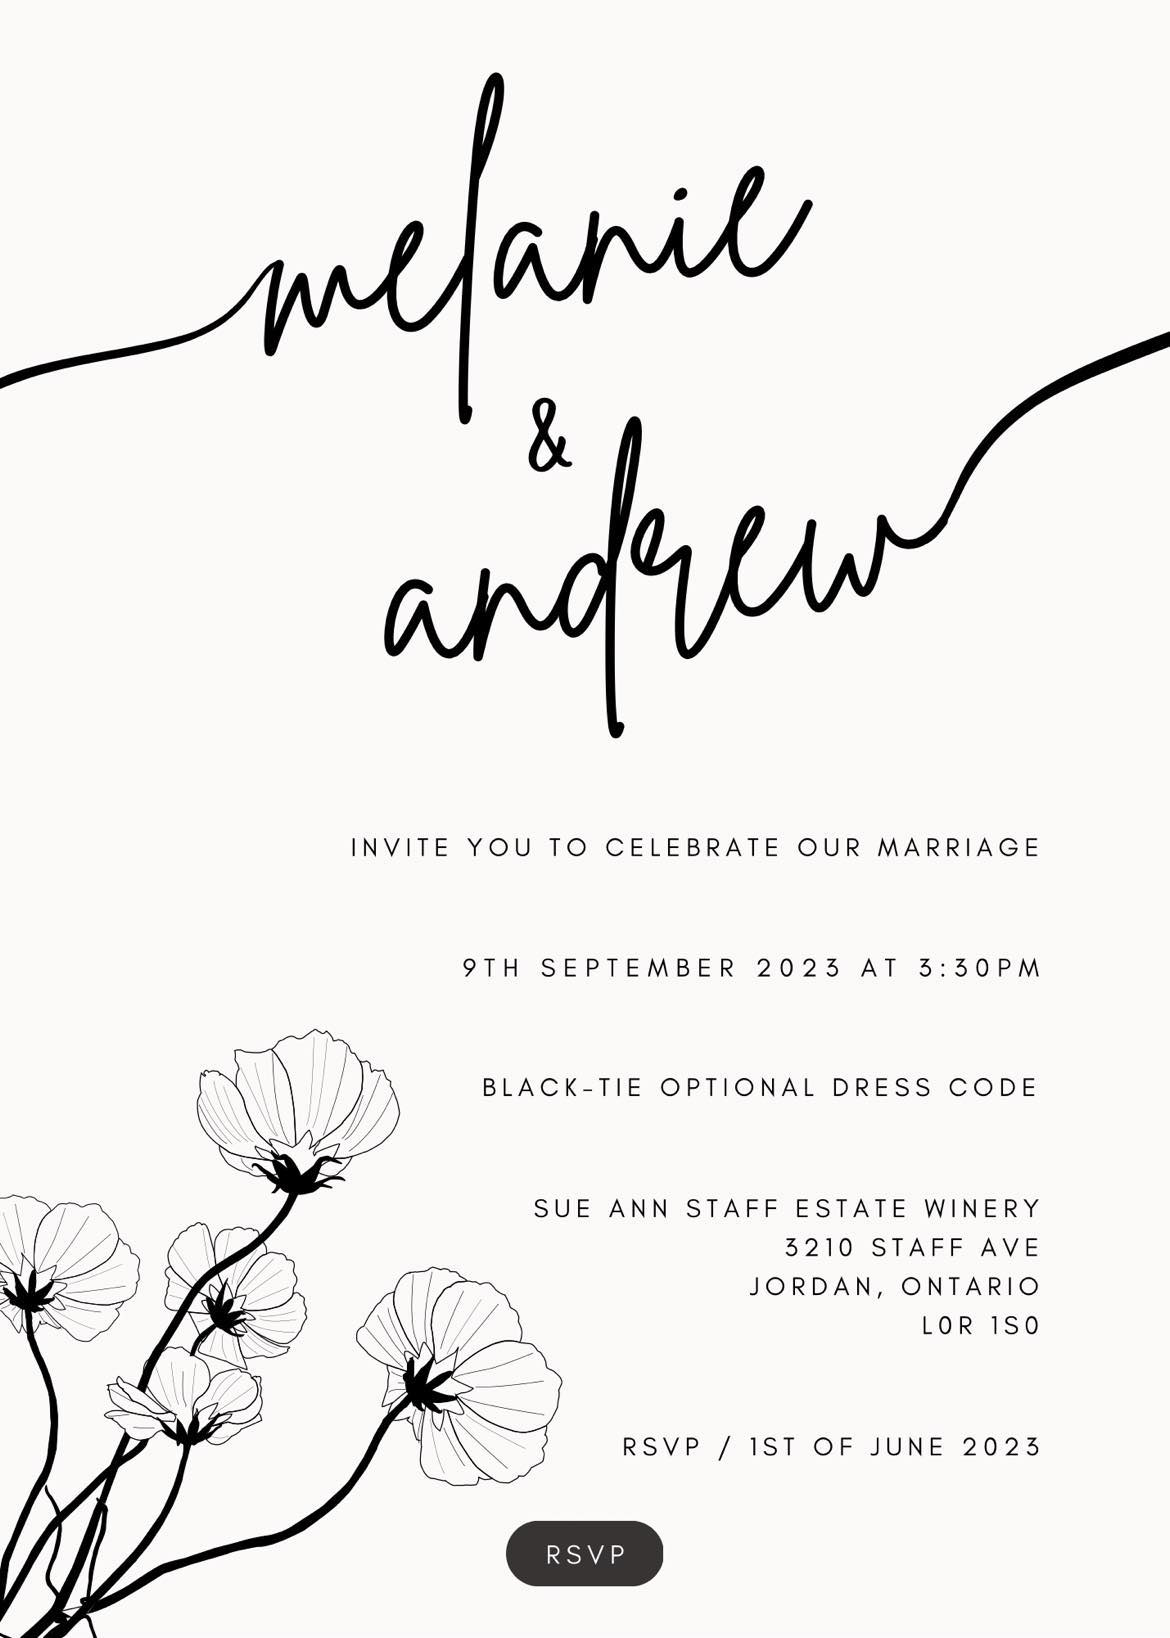 melanie
&
andrew
INVITE YOU TO CELEBRATE OUR MARRIAGE
9TH SEPTEMBER 2023 AT 3:30PM
BLACK-TIE OPTIONAL DRESS CODE
SUE ANN STAFF ESTATE WINERY
3210 STAFF AVE
JORDAN, ONTARIO
L0R 1S0
RSVP / 1ST OF JUNE 2023
RSVP